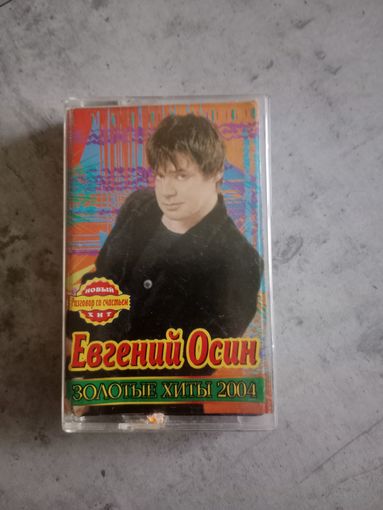 НОВЫЙ
Разговор со счастьем
ХИТ
Евгений Осин
ЗОЛОТЫЕ ХИТЫ 2004